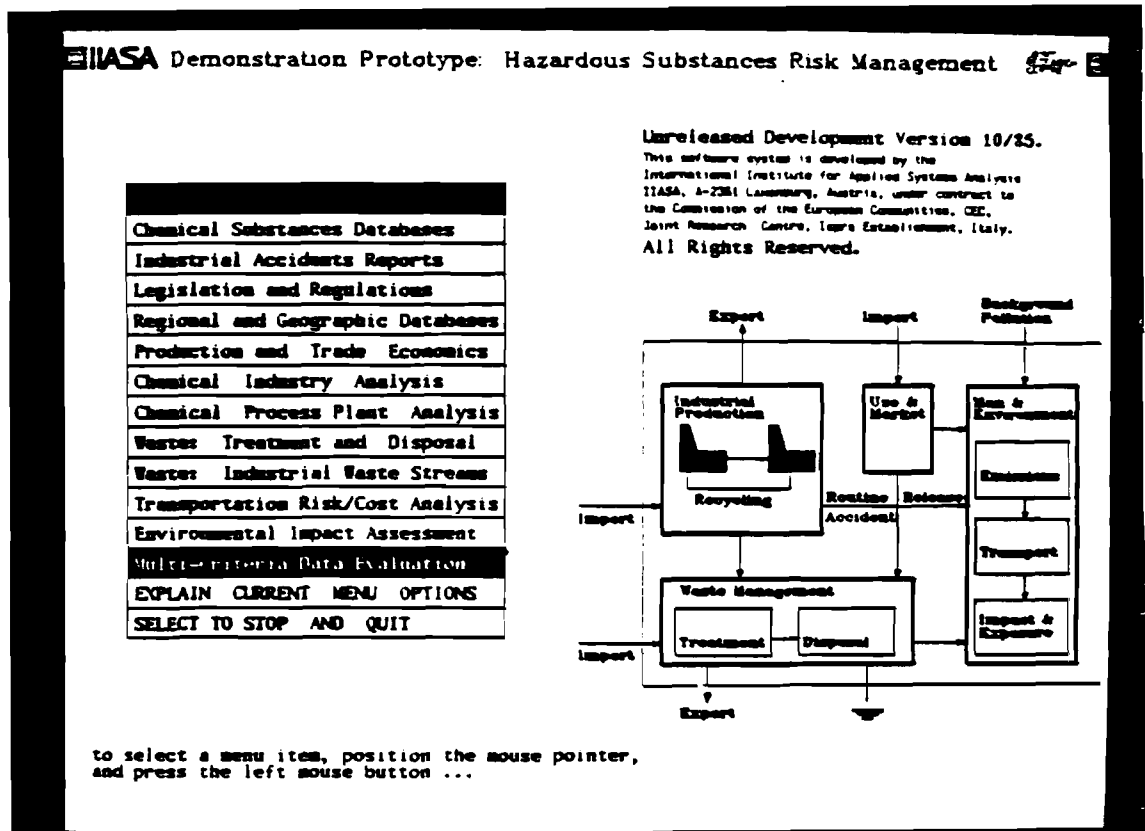 IIASA Demonstration Prototype: Hazardous Substances Risk Management
Unreleased Development Version 10/85.
This software system is developed by the
International Institute for Applied Systems Analysis
IIASA, A-2361 Laxenburg, Austria, under contract to
the Commission of the European Communities, CEC,
Joint Research Centre, Ispra Establishment, Italy.
All Rights Reserved.
Chemical Substances Databases
Industrial Accidents Reports
Legislation and Regulations
Regional and Geographic Databases
Production and Trade Economics
Chemical Industry Analysis
Chemical Process Plant Analysis
Waste: Treatment and Disposal
Waste: Industrial Waste Streams
Transportation Risk/Cost Analysis
Environmental Impact Assessment
Multi-criteria Data Evaluation
EXPLAIN CURRENT MENU OPTIONS
SELECT TO STOP AND QUIT
Export
Import
Background
Pollution
Industrial
Production
Recycling
Use &
Market
Man &
Environment
Emissions
Transport
Impact &
Exposure
Routine Release
Accident
Import
Waste Management
Treatment
Disposal
Import
Export
to select a menu item, position the mouse pointer,
and press the left mouse button ...